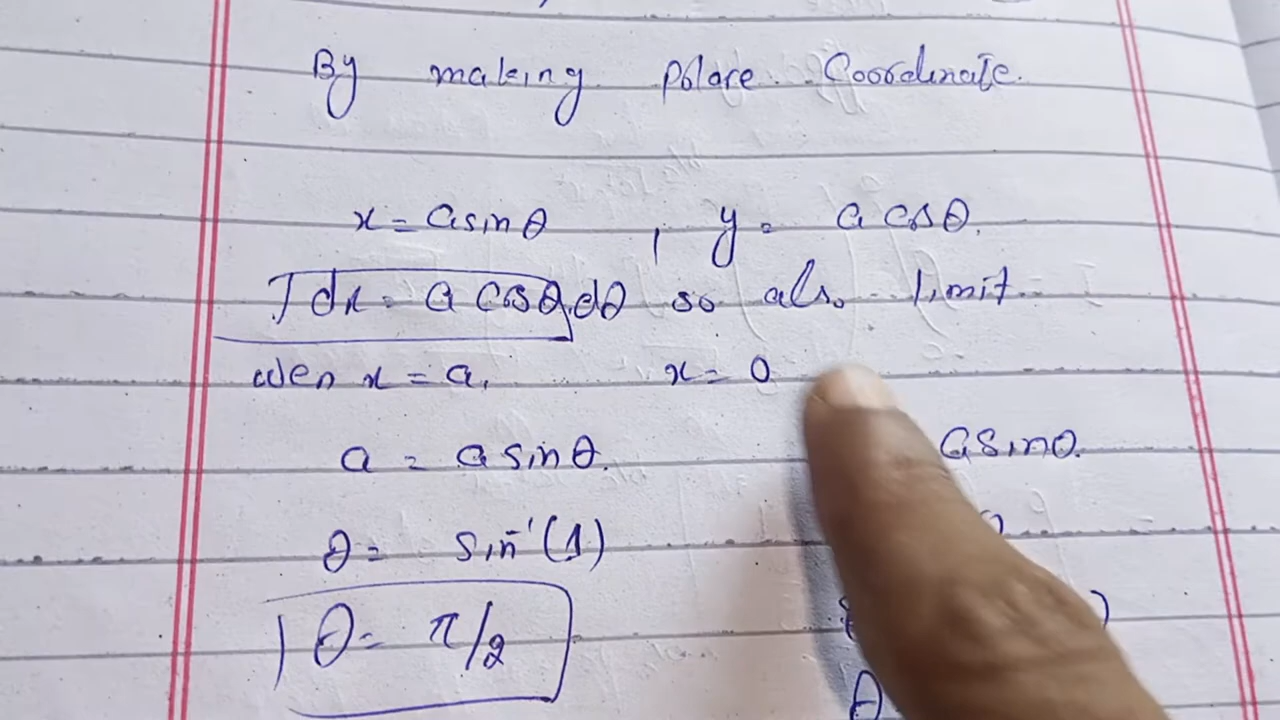 By making Polare Coordinate.
x = a sin θ , y = a cos θ.
dx = a cos θ.dθ so also limit
wen x = a, x = 0
a = a sin θ. a sin θ.
θ = sin⁻¹(1)
θ = π/2 θ